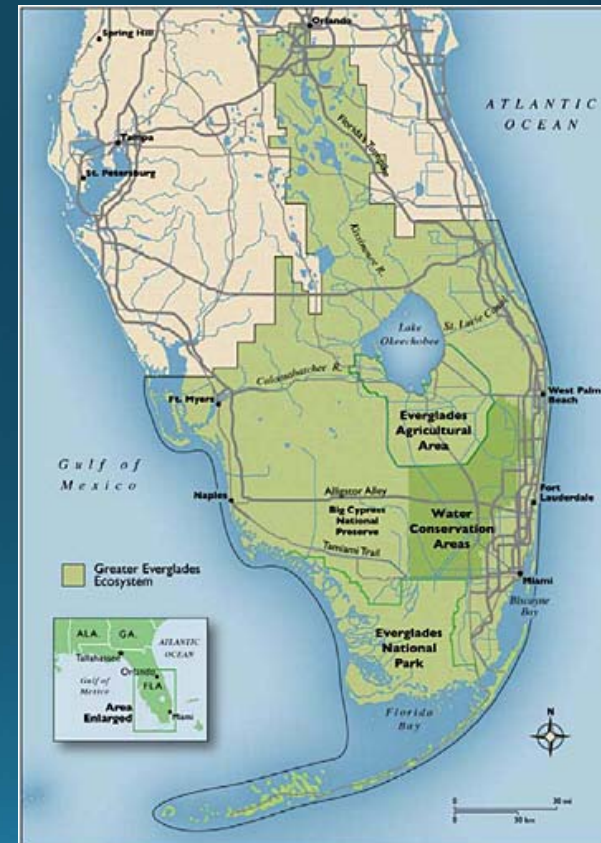 Orlando
Spring Hill
ATLANTIC
OCEAN
Tampa
Florida's Turnpike
St. Petersburg
Kissimmee R.
Lake
Okeechobee
St. Lucie Canal
Caloosahatchee R.
West Palm
Beach
Ft. Myers
Everglades
Agricultural
Area
Gulf of
Mexico
Naples
Alligator Alley
Fort
Lauderdale
Big Cypress
National
Preserve
Water
Conservation
Areas
Tamiami Trail
Greater Everglades
Ecosystem
Miami
Biscayne
Bay
Everglades
National
Park
ALA.
GA.
ATLANTIC
OCEAN
Tallahassee
Orlando
Gulf of
Mexico
FLA.
Area
Enlarged
Miami
Florida
Bay
N
0 30 mi
0 30 km